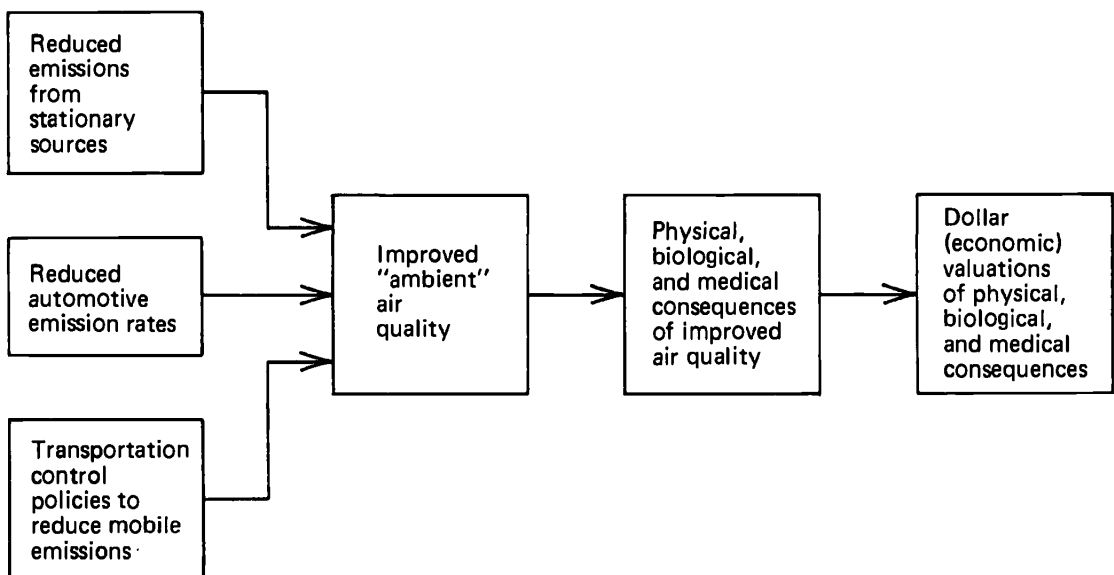 Reduced
emissions
from
stationary
sources
Reduced
automotive
emission rates
Transportation
control
policies to
reduce mobile
emissions
Improved
"ambient"
air
quality
Physical,
biological,
and medical
consequences
of improved
air quality
Dollar
(economic)
valuations
of physical,
biological,
and medical
consequences